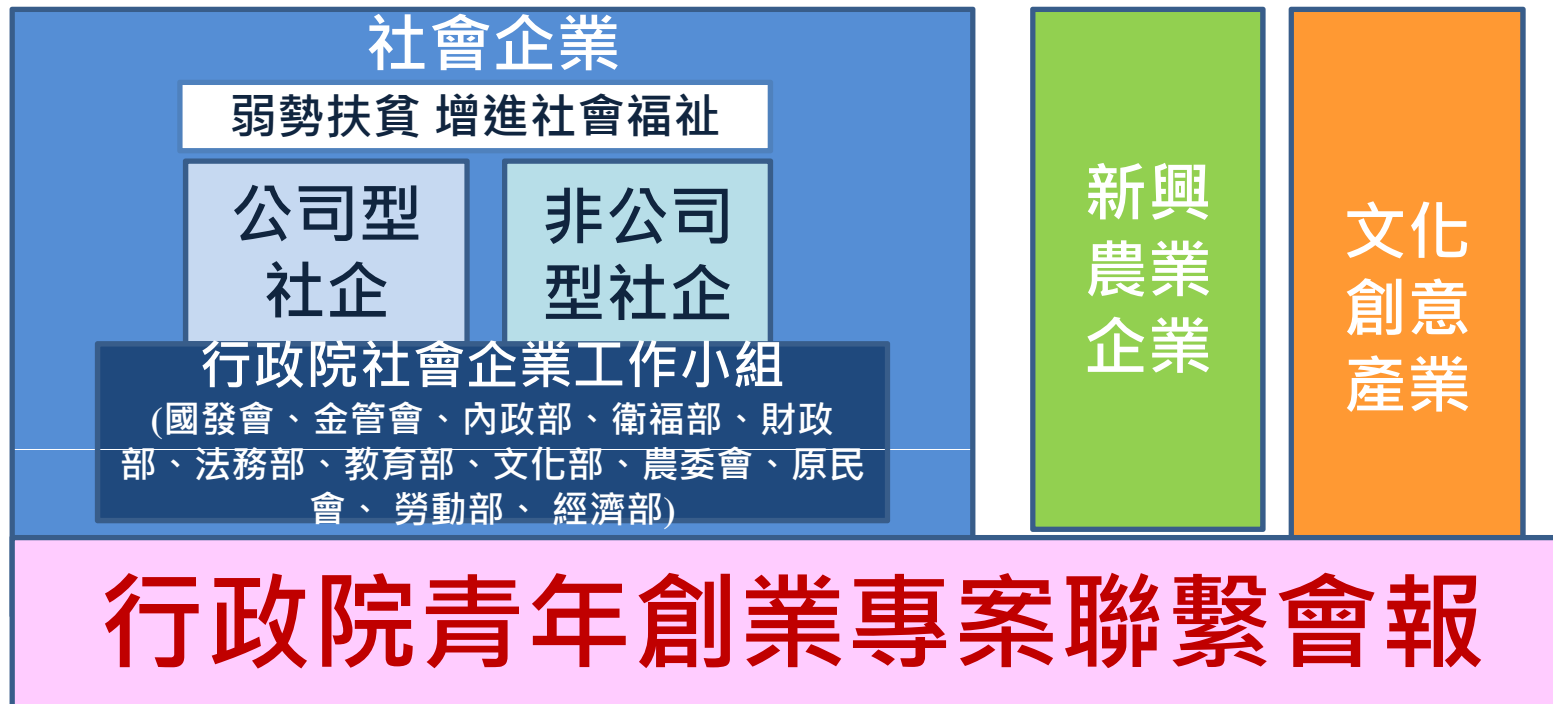 社會企業
弱勢扶貧 增進社會福祉
公司型
社企
非公司
型社企
行政院社會企業工作小組
(國發會、金管會、內政部、衛福部、財政
部、法務部、教育部、文化部、農委會、原民
會、 勞動部、 經濟部)
新興
農業
企業
文化
創意
產業
行政院青年創業專案聯繫會報